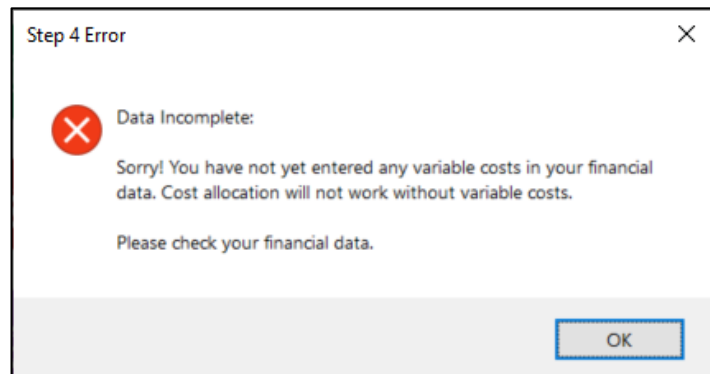 Step 4 Error
Data Incomplete:
Sorry! You have not yet entered any variable costs in your financial
data. Cost allocation will not work without variable costs.
Please check your financial data.
OK